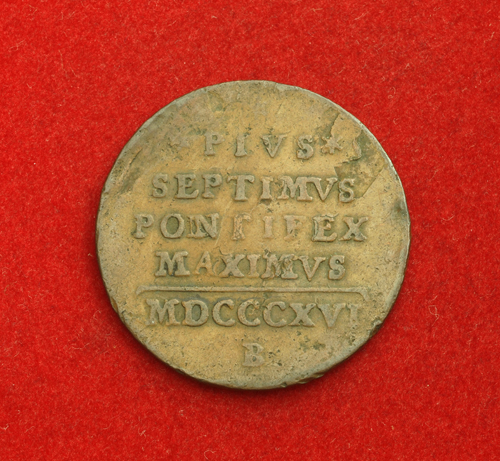 *PIVS*
SEPTIMVS
PONTIFEX
MAXIMVS
MDCCCXVI
B